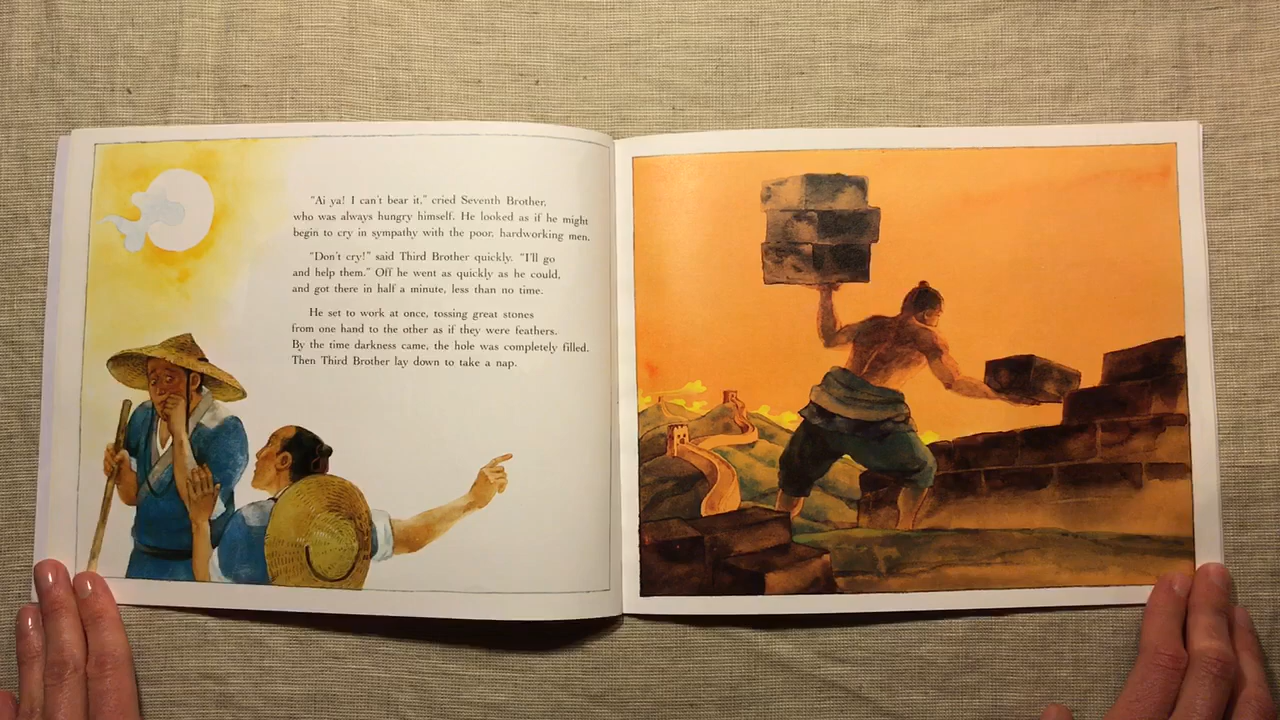 "Ai ya! I can't bear it," cried Seventh Brother,
who was always hungry himself. He looked as if he might
begin to cry in sympathy with the poor, hardworking men.
"Don't cry!" said Third Brother quickly. "I'll go
and help them." Off he went as quickly as he could,
and got there in half a minute, less than no time.
He set to work at once, tossing great stones
from one hand to the other as if they were feathers.
By the time darkness came, the hole was completely filled.
Then Third Brother lay down to take a nap.